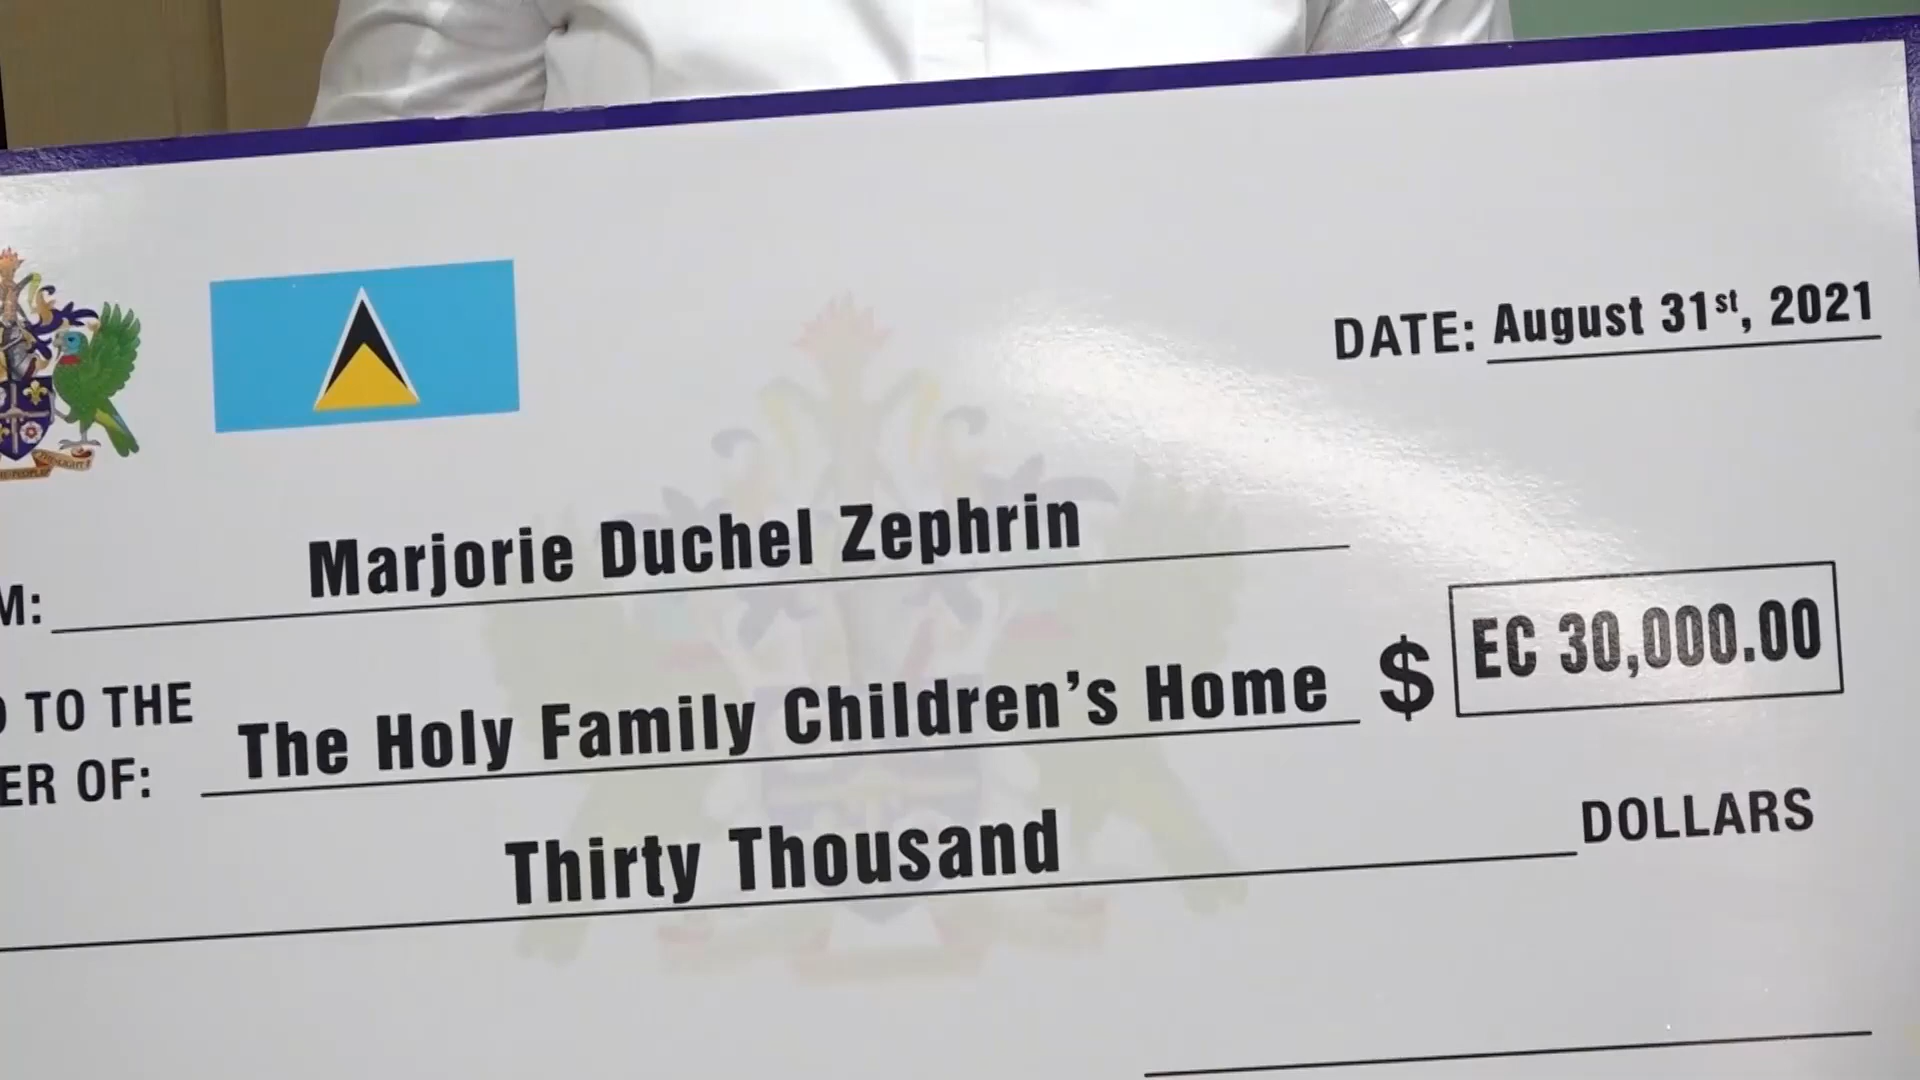 DATE: August 31st, 2021
M: Marjorie Duchel Zephrin
TO THE
ER OF: The Holy Family Children's Home $ EC 30,000.00
Thirty Thousand DOLLARS